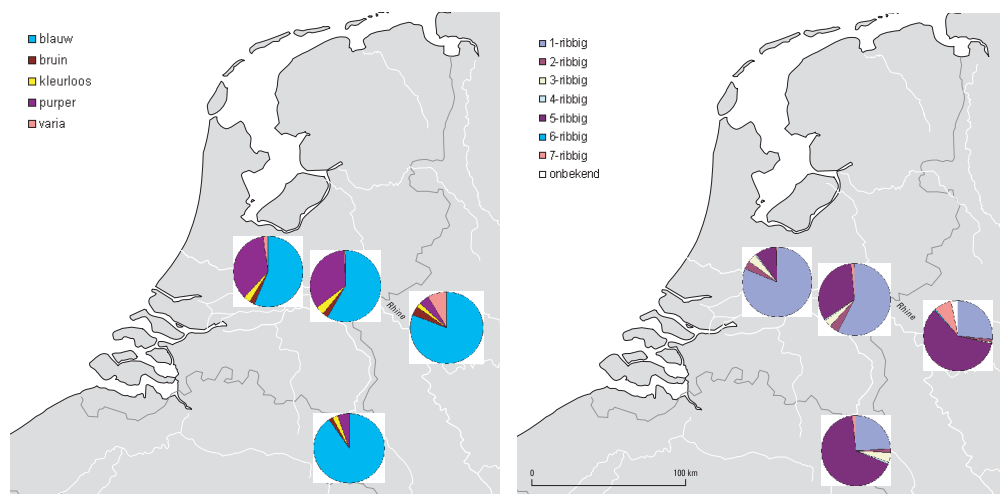 blauw
bruin
kleurloos
purper
varia
Rhine
1-ribbig
2-ribbig
3-ribbig
4-ribbig
5-ribbig
6-ribbig
7-ribbig
onbekend
Rhine
0 100 km